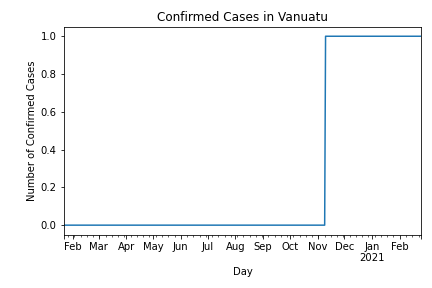 Confirmed Cases in Vanuatu
Number of Confirmed Cases
1.0
0.8
0.6
0.4
0.2
0.0
Feb Mar Apr May Jun Jul Aug Sep Oct Nov Dec Jan Feb
2021
Day